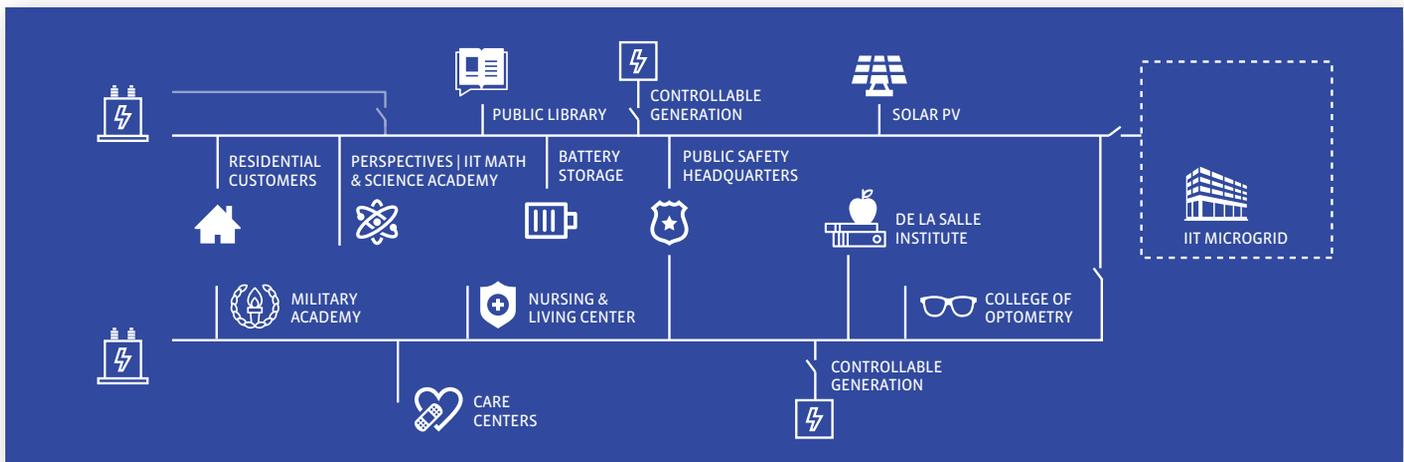 PUBLIC LIBRARY
CONTROLLABLE
GENERATION
SOLAR PV
RESIDENTIAL
CUSTOMERS
PERSPECTIVES | IIT MATH
& SCIENCE ACADEMY
BATTERY
STORAGE
PUBLIC SAFETY
HEADQUARTERS
DE LA SALLE
INSTITUTE
IIT MICROGRID
MILITARY
ACADEMY
NURSING &
LIVING CENTER
COLLEGE OF
OPTOMETRY
CARE
CENTERS
CONTROLLABLE
GENERATION